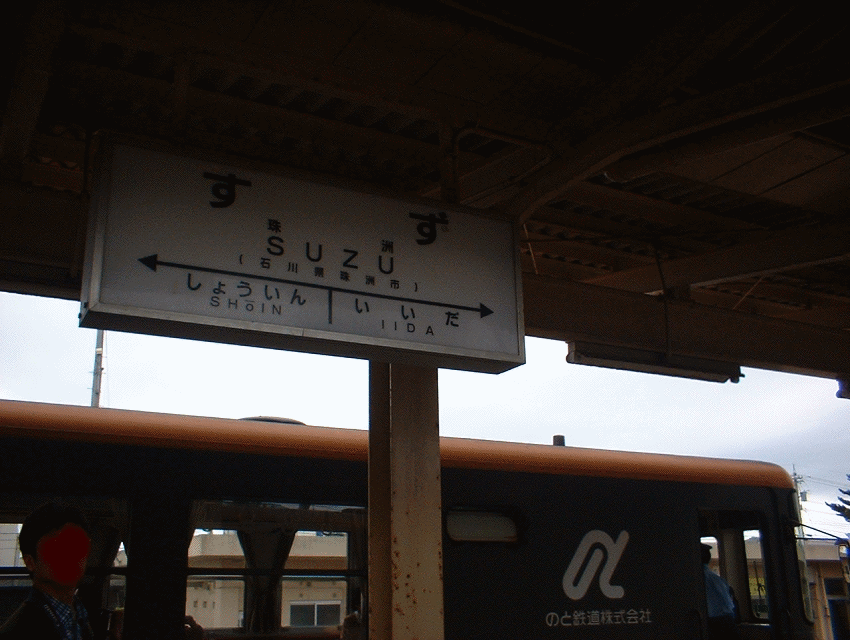 すず
珠洲
SUZU
(石川県珠洲市)
しょういん いいだ
SHōIN IIDA
のと鉄道株式会社